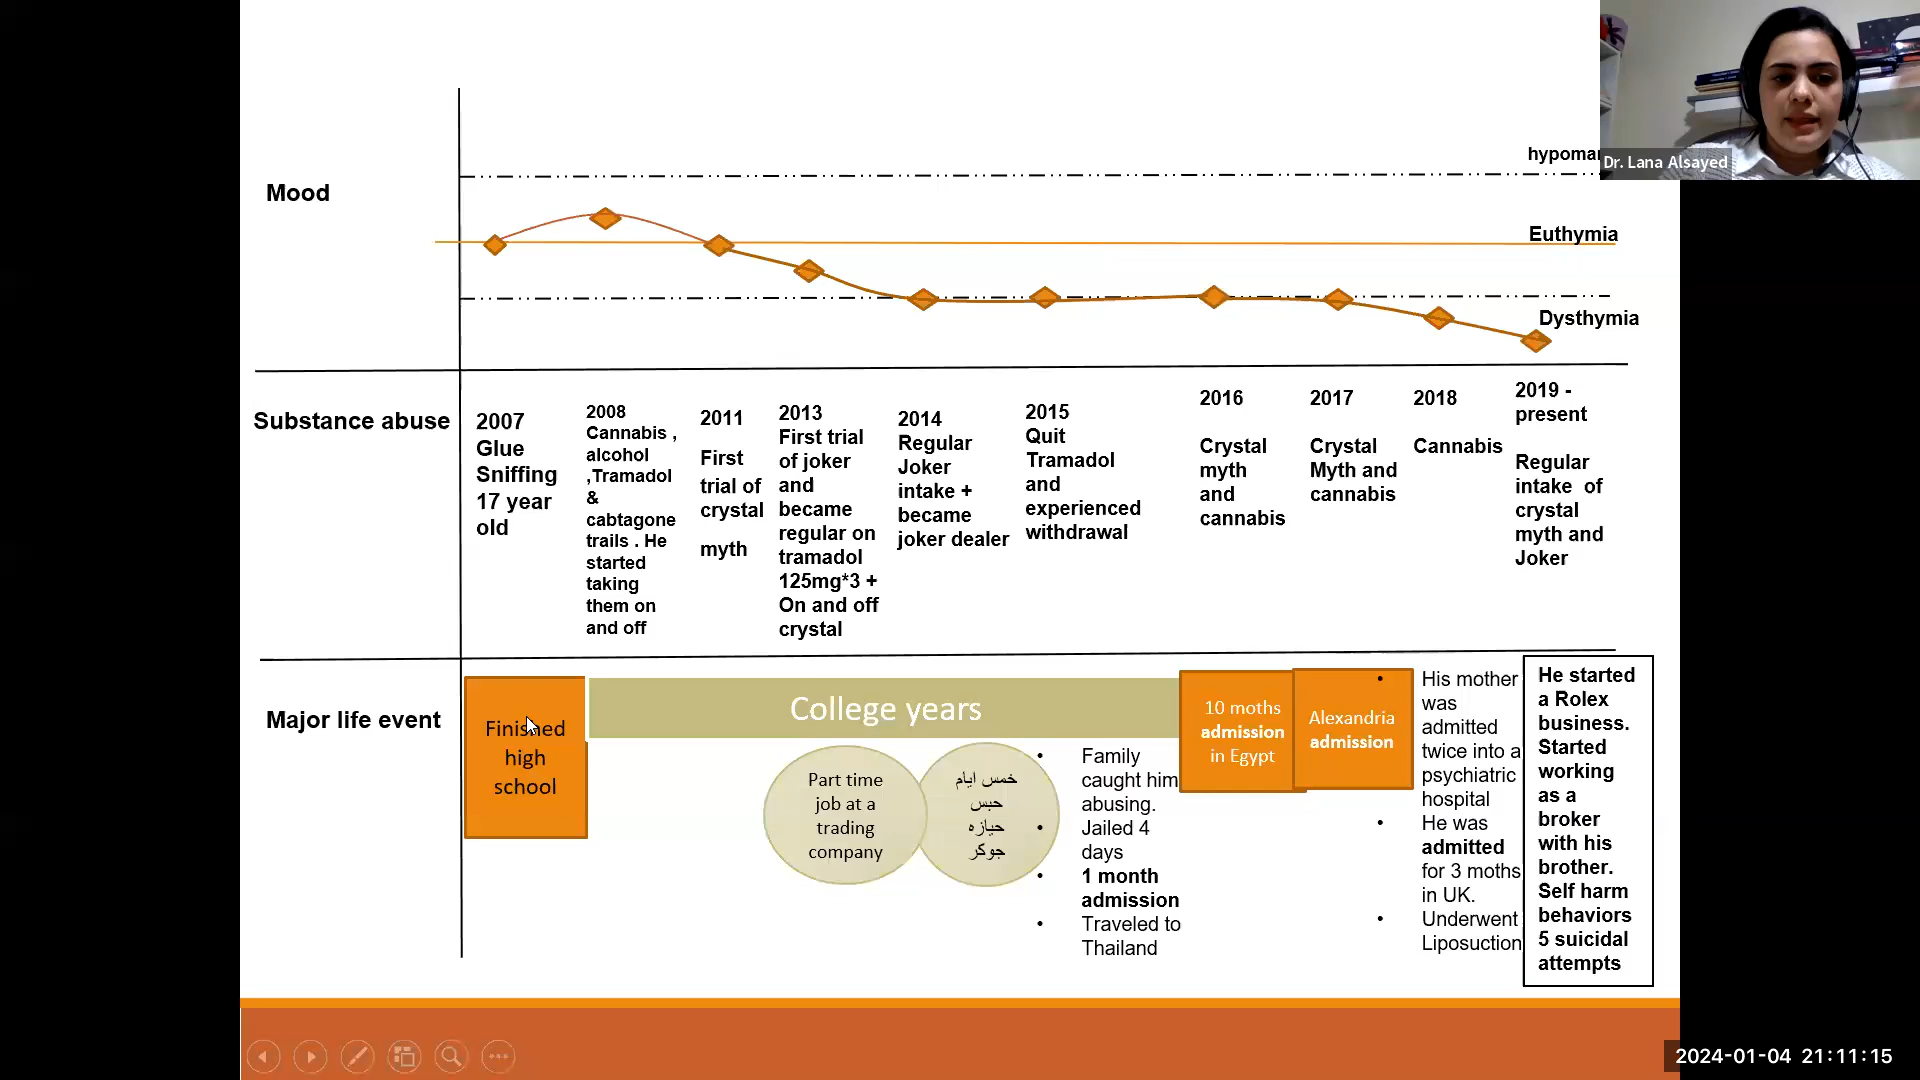 hypoma
Dr. Lana Alsayed
Mood
Euthymia
Dysthymia
Substance abuse
2007
Glue
Sniffing
17 year
old
2008
Cannabis ,
alcohol
,Tramadol
&
cabtagone
trails . He
started
taking
them on
and off
2011
First
trial of
crystal
myth
2013
First trial
of joker
and
became
regular on
tramadol
125mg*3 +
On and off
crystal
2014
Regular
Joker
intake +
became
joker dealer
2015
Quit
Tramadol
and
experienced
withdrawal
2016
Crystal
myth
and
cannabis
2017
Crystal
Myth and
cannabis
2018
Cannabis
2019 -
present
Regular
intake of
crystal
myth and
Joker
Major life event
Finished
high
school
College years
Part time
job at a
trading
company
خمس ايام
حبس
حيازه
جوكر
• Family
caught him
abusing.
• Jailed 4
days
• 1 month
admission
• Traveled to
Thailand
10 moths
admission
in Egypt
Alexandria
admission
• His mother
was
admitted
twice into a
psychiatric
hospital
• He was
admitted
for 3 moths
in UK.
• Underwent
Liposuction
He started
a Rolex
business.
Started
working
as a
broker
with his
brother.
Self harm
behaviors
5 suicidal
attempts
2024-01-04 21:11:15